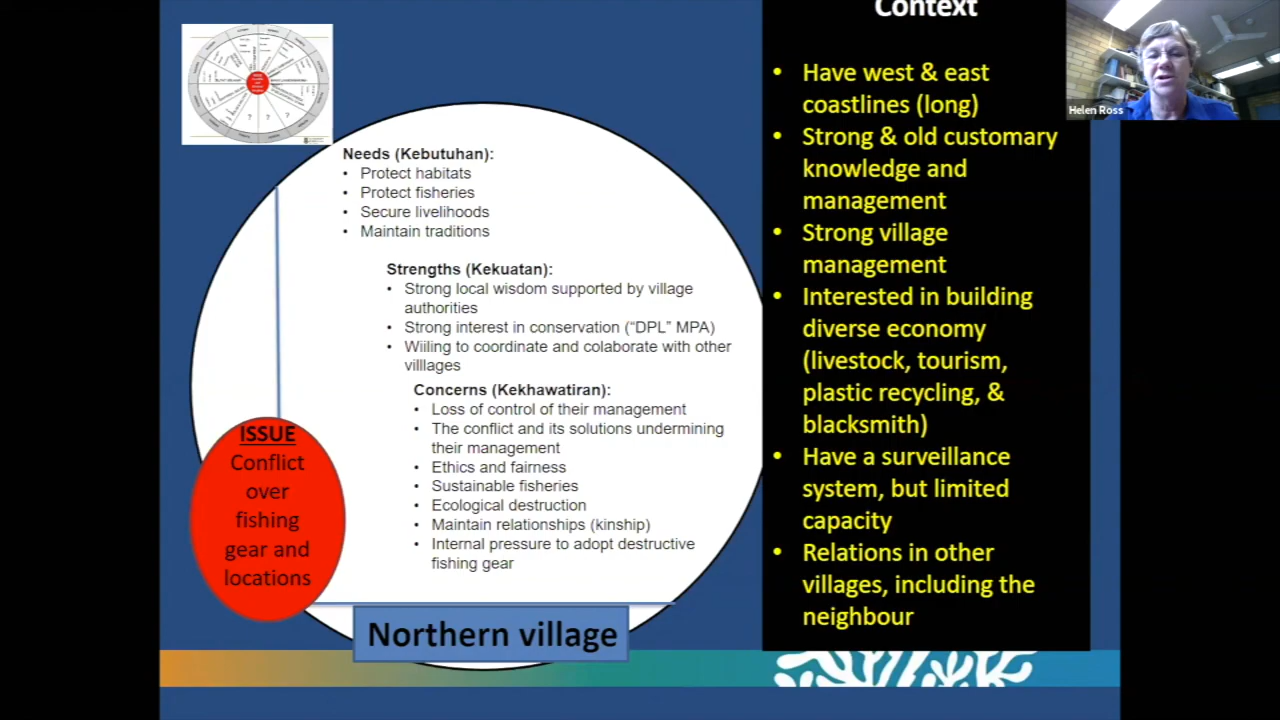 Context
Helen Ross
Needs (Kebutuhan):
• Protect habitats
• Protect fisheries
• Secure livelihoods
• Maintain traditions
Strengths (Kekuatan):
• Strong local wisdom supported by village
authorities
• Strong interest in conservation ("DPL" MPA)
• Wiiling to coordinate and colaborate with other
villlages
Concerns (Kekhawatiran):
• Loss of control of their management
• The conflict and its solutions undermining
their management
• Ethics and fairness
• Sustainable fisheries
• Ecological destruction
• Maintain relationships (kinship)
• Internal pressure to adopt destructive
fishing gear
ISSUE
Conflict
over
fishing
gear and
locations
Northern village
• Have west & east
coastlines (long)
• Strong & old customary
knowledge and
management
• Strong village
management
• Interested in building
diverse economy
(livestock, tourism,
plastic recycling, &
blacksmith)
• Have a surveillance
system, but limited
capacity
• Relations in other
villages, including the
neighbour
? ? ?